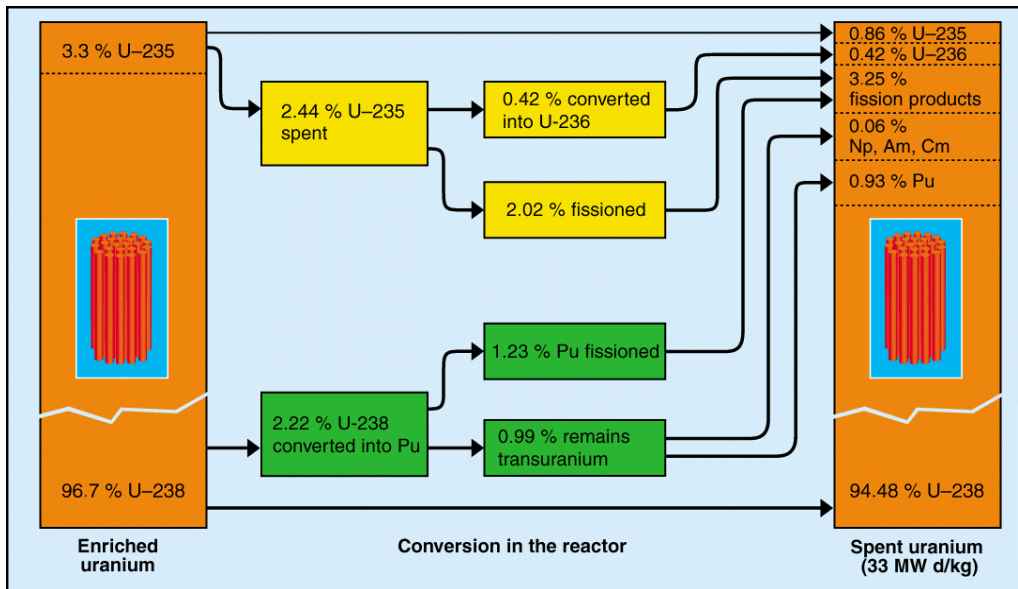 3.3 % U–235
96.7 % U–238
Enriched
uranium
2.44 % U–235
spent
0.42 % converted
into U-236
2.02 % fissioned
1.23 % Pu fissioned
2.22 % U-238
converted into Pu
0.99 % remains
transuranium
Conversion in the reactor
0.86 % U–235
0.42 % U–236
3.25 %
fission products
0.06 %
Np, Am, Cm
0.93 % Pu
94.48 % U–238
Spent uranium
(33 MW d/kg)